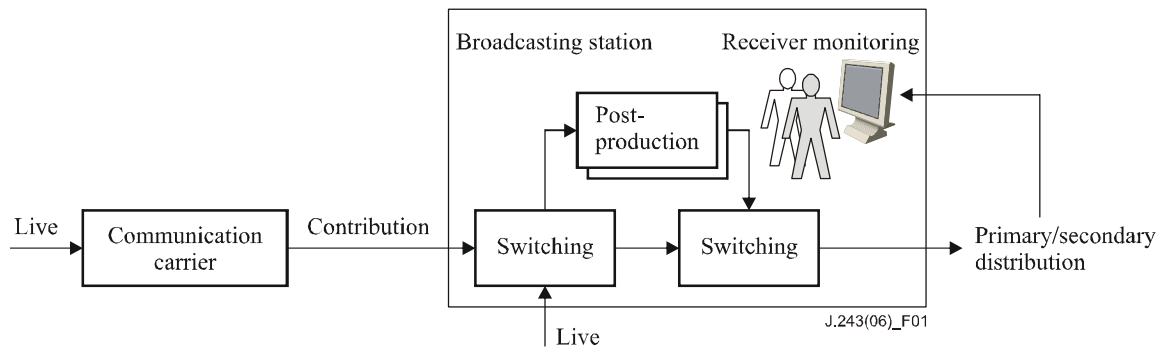 Broadcasting station
Receiver monitoring
Post-
production
Live
Communication
carrier
Contribution
Switching
Switching
Primary/secondary
distribution
J.243(06)_F01
Live